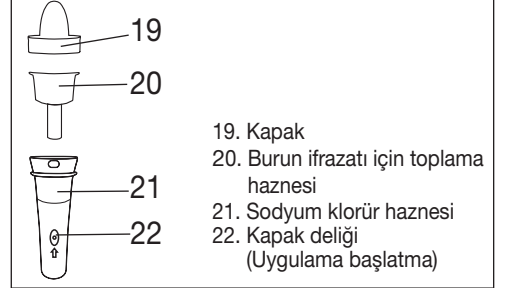 19
20
21
22
19. Kapak
20. Burun ifrazatı için toplama
haznesi
21. Sodyum klorür haznesi
22. Kapak deliği
(Uygulama başlatma)